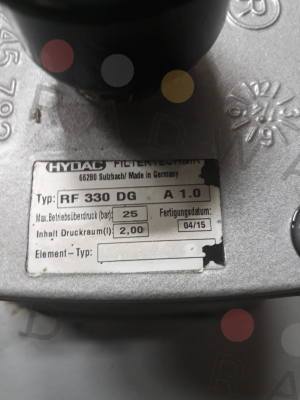 HYDAC FILTERTECHNIK
66280 Sulzbach/ Made in Germany
Typ: RF 330 DG A 1.0
Max.Betriebsüberdruck (bar): 25 Fertigungsdatum:
Inhalt Druckraum(l): 2,00 04/15
Element-Typ: